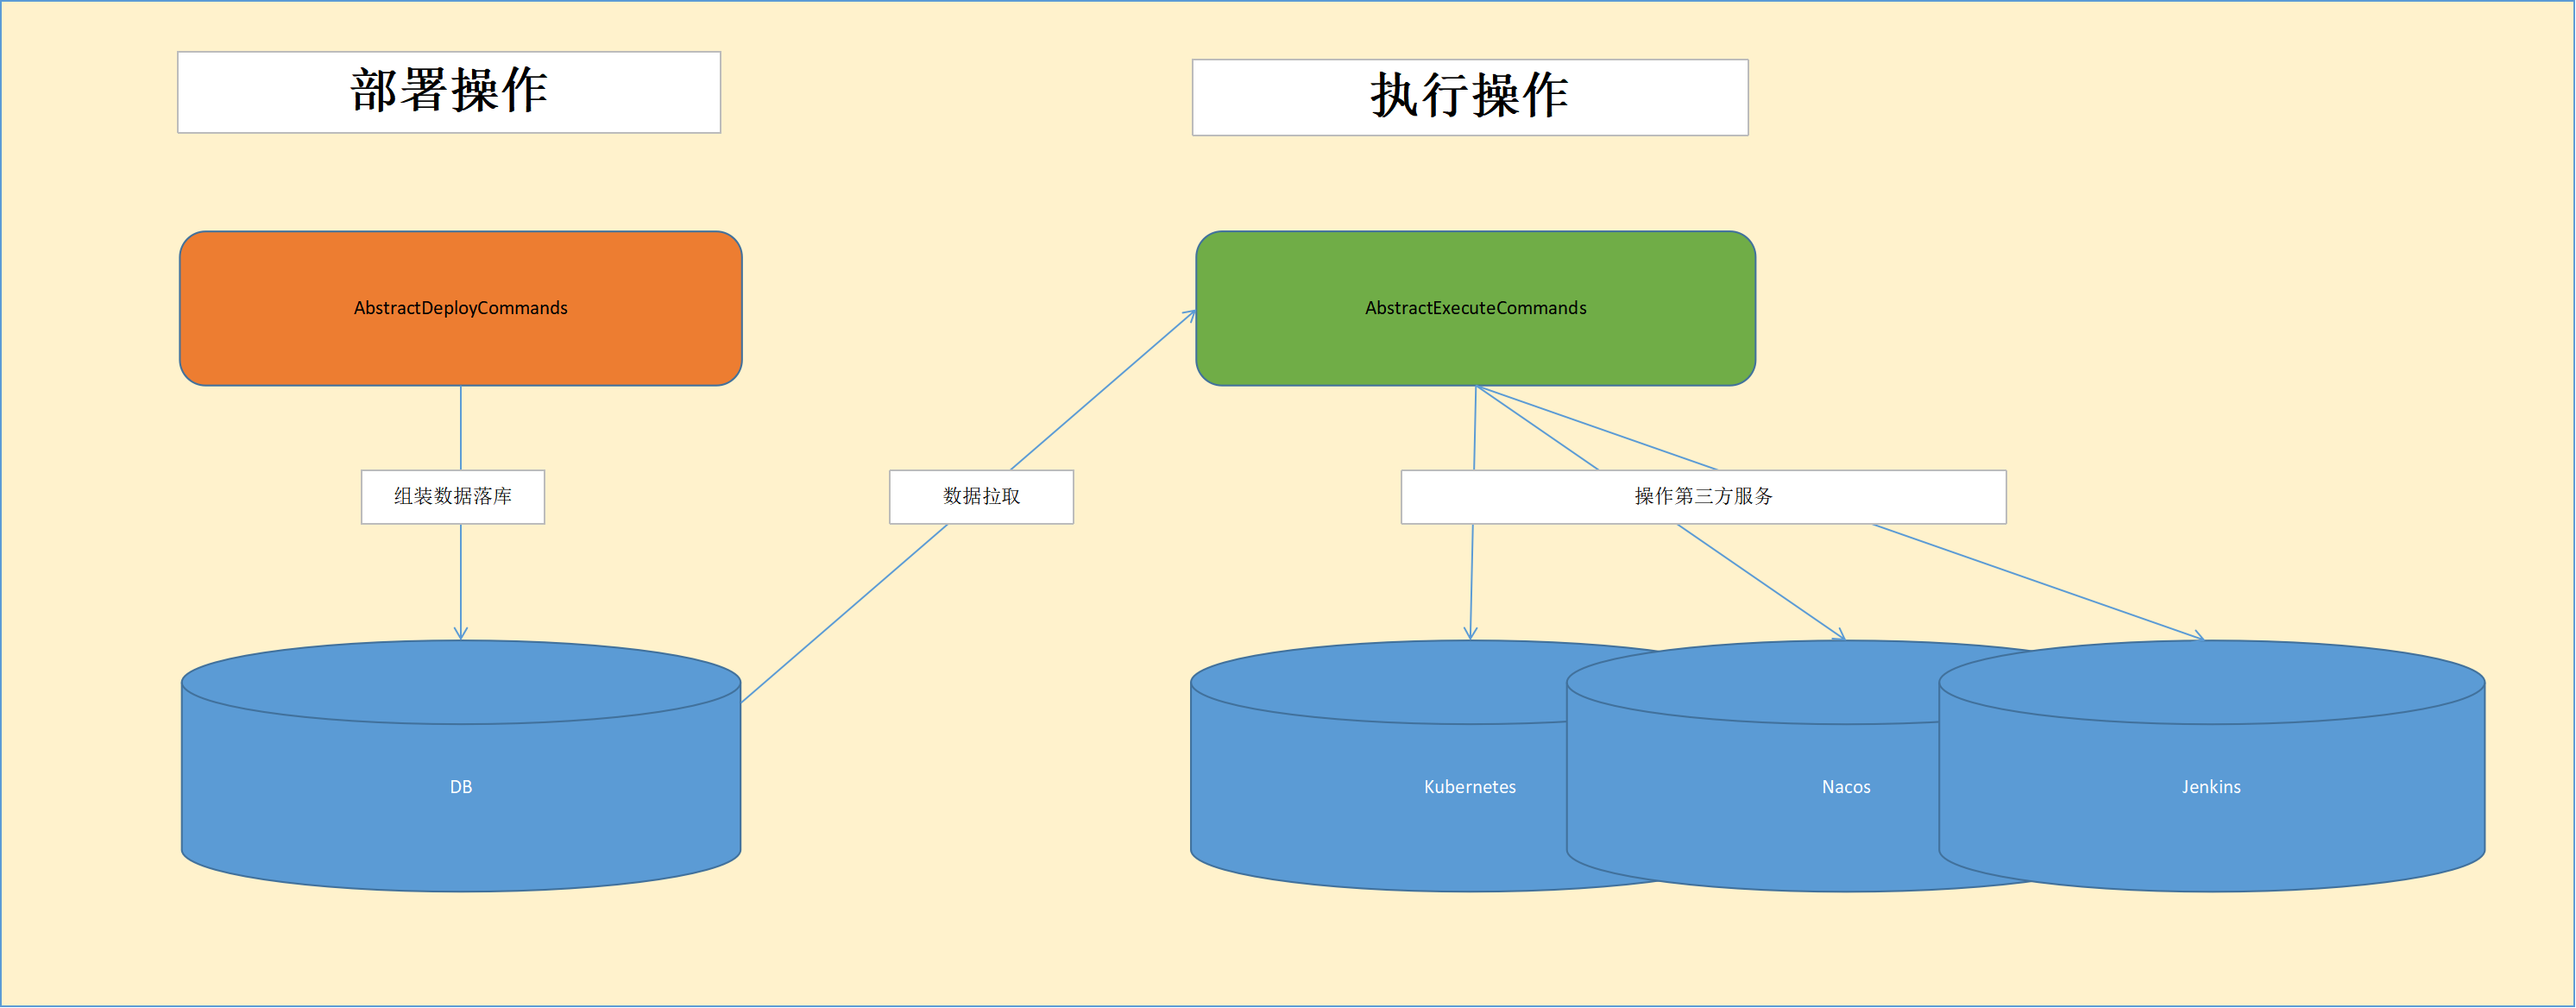 部署操作
执行操作
AbstractDeployCommands
AbstractExecuteCommands
组装数据落库
数据拉取
操作第三方服务
DB
Kubernetes
Nacos
Jenkins